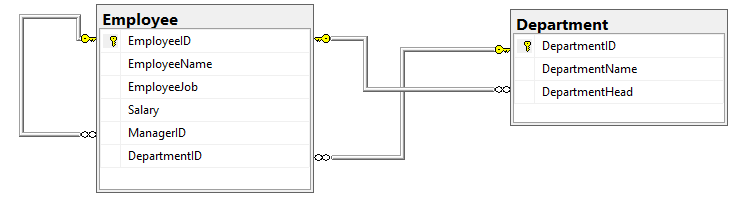 Employee
EmployeeID
EmployeeName
EmployeeJob
Salary
ManagerID
DepartmentID
Department
DepartmentID
DepartmentName
DepartmentHead